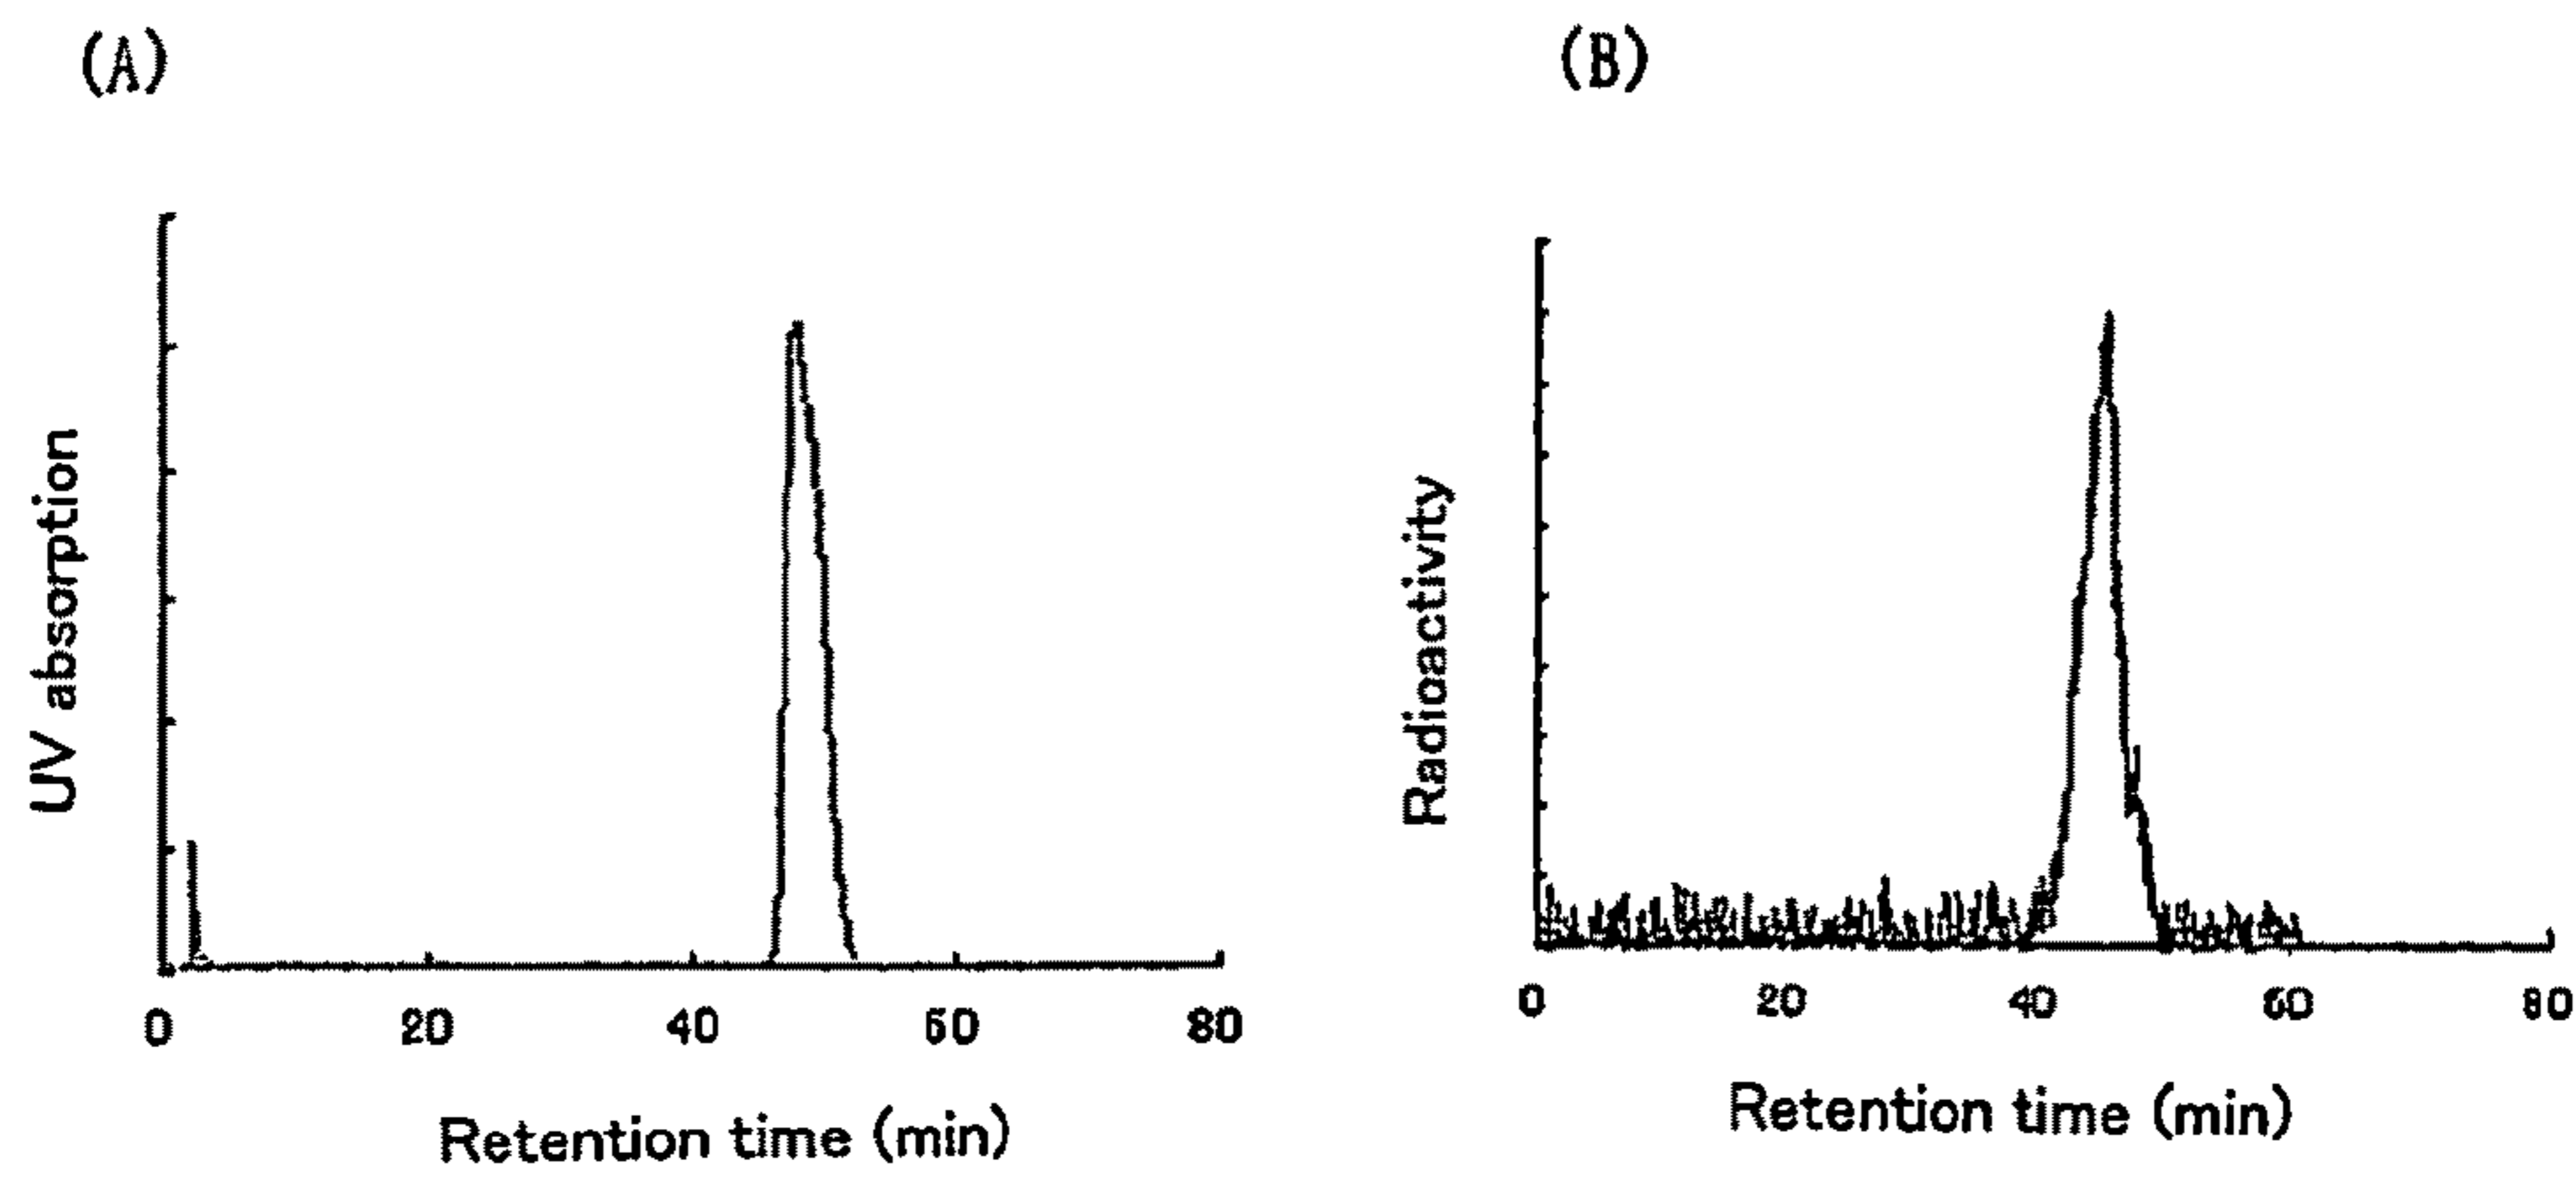 (A)
UV absorption
0 20 40 60 80
Retention time (min)
(B)
Radioactivity
0 20 40 60 80
Retention time (min)